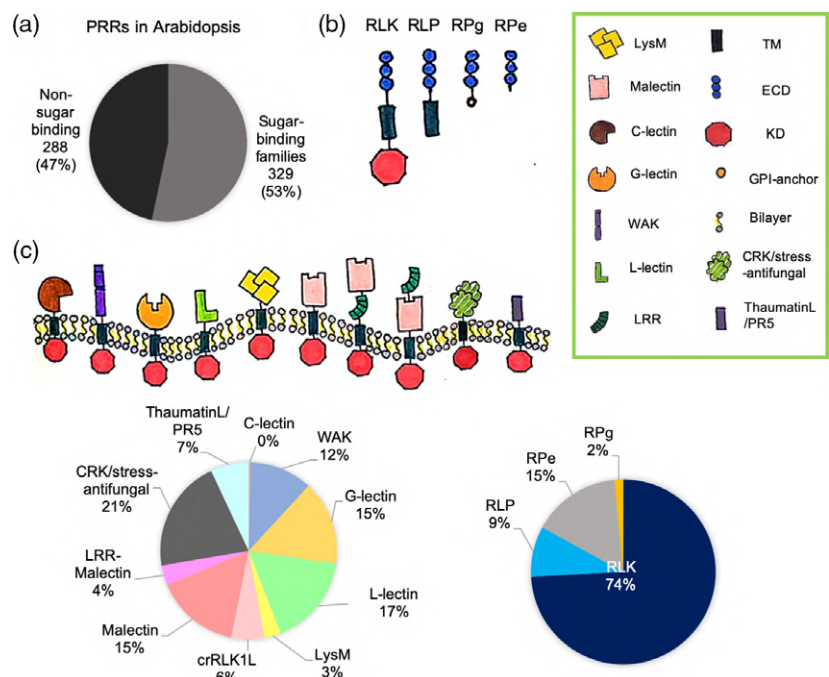 (a)
PRRs in Arabidopsis
Non-
sugar
binding
288
(47%)
Sugar-
binding
families
329
(53%)
(b)
RLK
RLP
RPg
RPe
LysM
Malectin
C-lectin
G-lectin
WAK
L-lectin
LRR
TM
ECD
KD
GPI-anchor
Bilayer
CRK/stress
-antifungal
ThaumatinL
/PR5
(c)
ThaumatinL/
PR5
7%
C-lectin
0%
WAK
12%
G-lectin
15%
L-lectin
17%
LysM
3%
crRLK1L
6%
Malectin
15%
LRR-
Malectin
4%
CRK/stress-
antifungal
21%
RPg
2%
RPe
15%
RLP
9%
RLK
74%